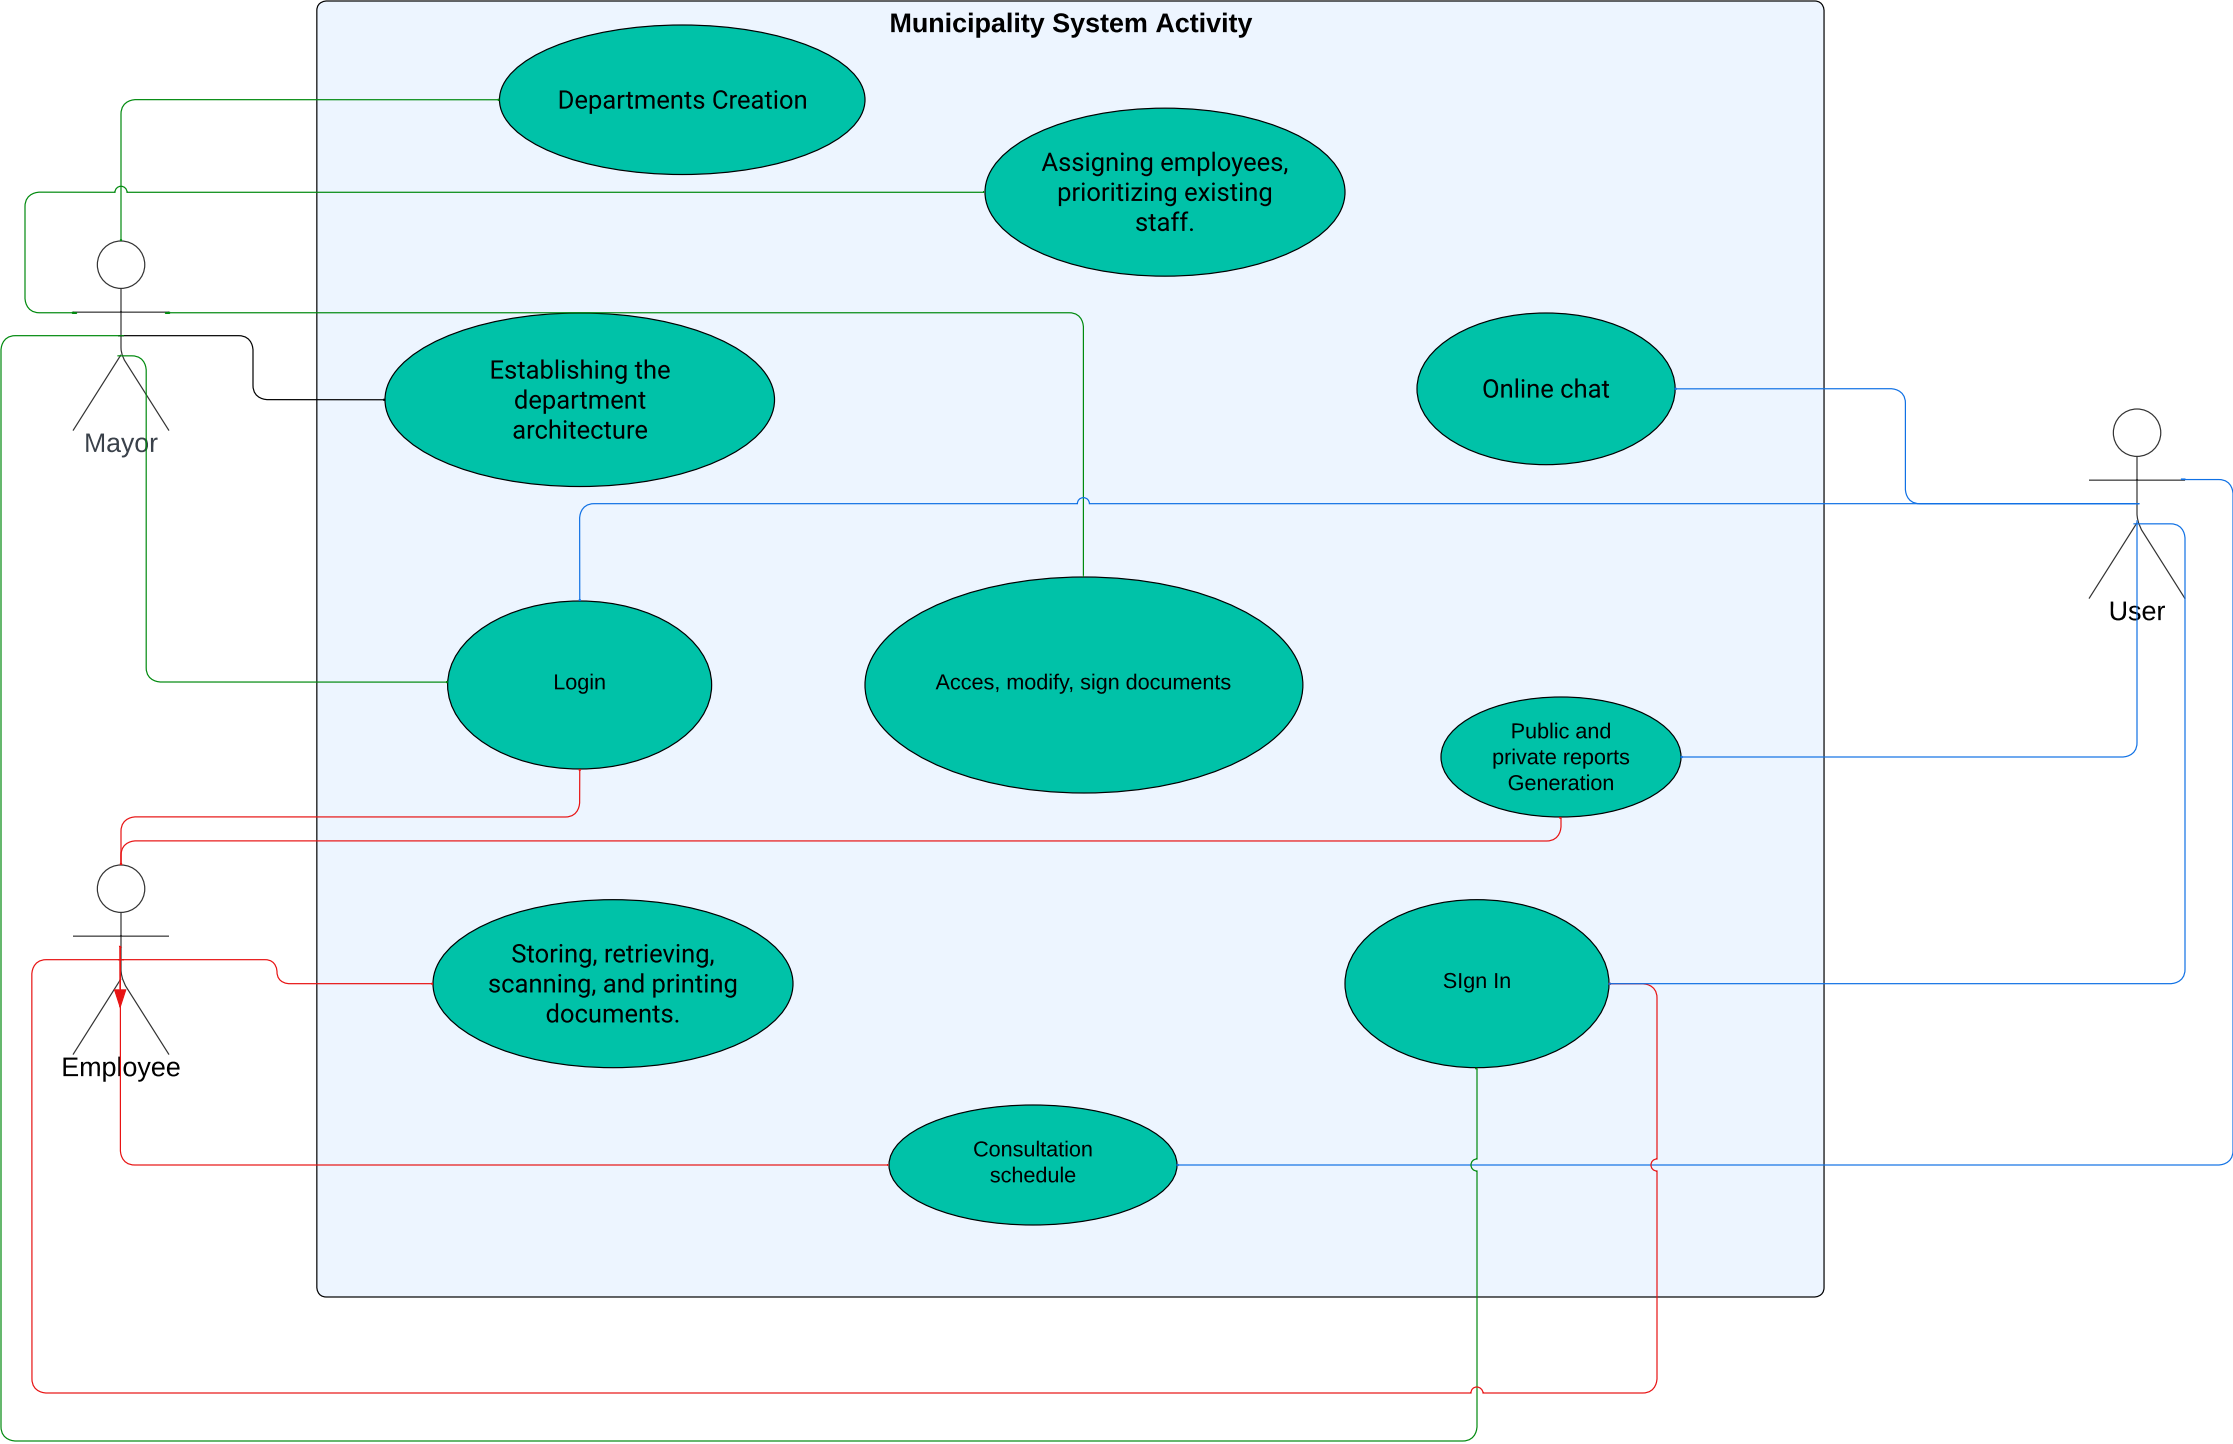 Municipality System Activity
Departments Creation
Assigning employees,
prioritizing existing
staff.
Establishing the
department
architecture
Online chat
Mayor
User
Login
Acces, modify, sign documents
Public and
private reports
Generation
Storing, retrieving,
scanning, and printing
documents.
SIgn In
Employee
Consultation
schedule